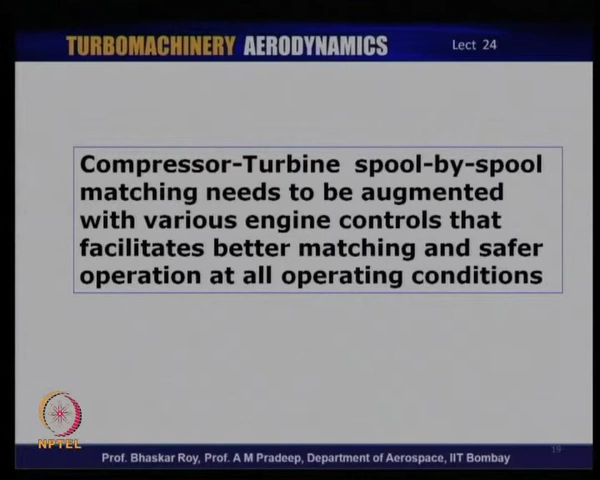 TURBOMACHINERY AERODYNAMICS Lect 24
Compressor-Turbine spool-by-spool
matching needs to be augmented
with various engine controls that
facilitates better matching and safer
operation at all operating conditions
NPTEL
19
Prof. Bhaskar Roy, Prof. A M Pradeep, Department of Aerospace, IIT Bombay